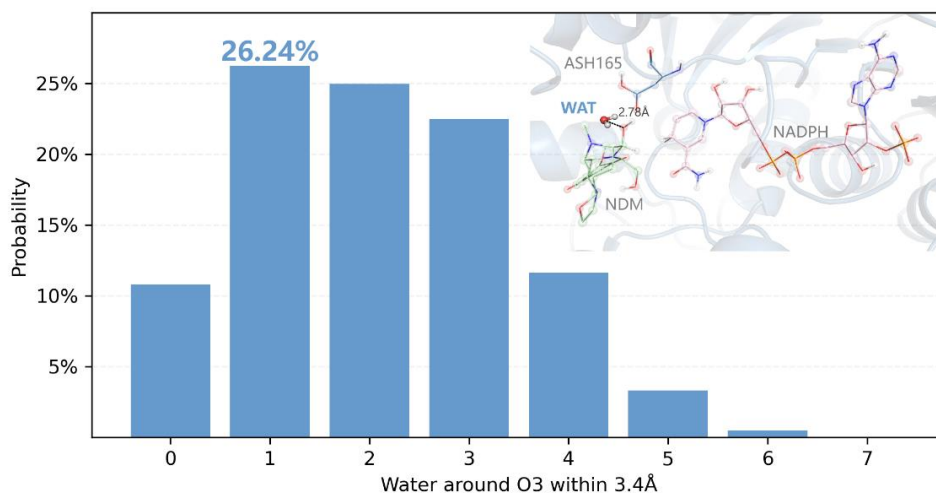 26.24%
25%
20%
15%
10%
5%
Probability
0 1 2 3 4 5 6 7
Water around O3 within 3.4Å
ASH165
WAT
2.78Å
NADPH
NDM